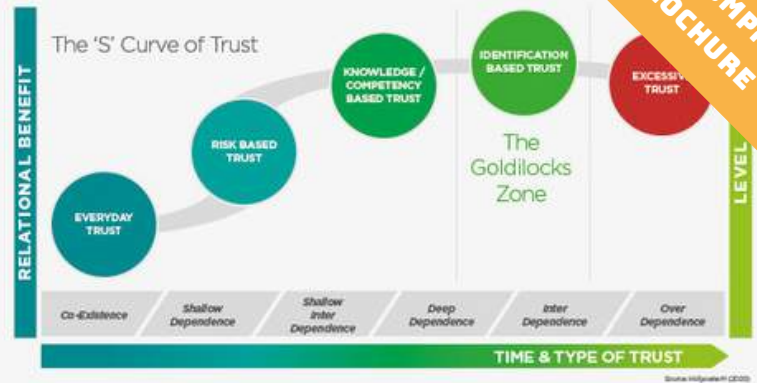 The 'S' Curve of Trust
RELATIONAL BENEFIT
EVERYDAY
TRUST
RISK BASED
TRUST
KNOWLEDGE /
COMPETENCY
BASED TRUST
IDENTIFICATION
BASED TRUST
The
Goldilocks
Zone
TRUST
OCHURE
LEVEL
Co-Existence
Shallow
Dependence
Shallow
Inter
Dependence
Deep
Dependence
Inter
Dependence
Over
Dependence
TIME & TYPE OF TRUST